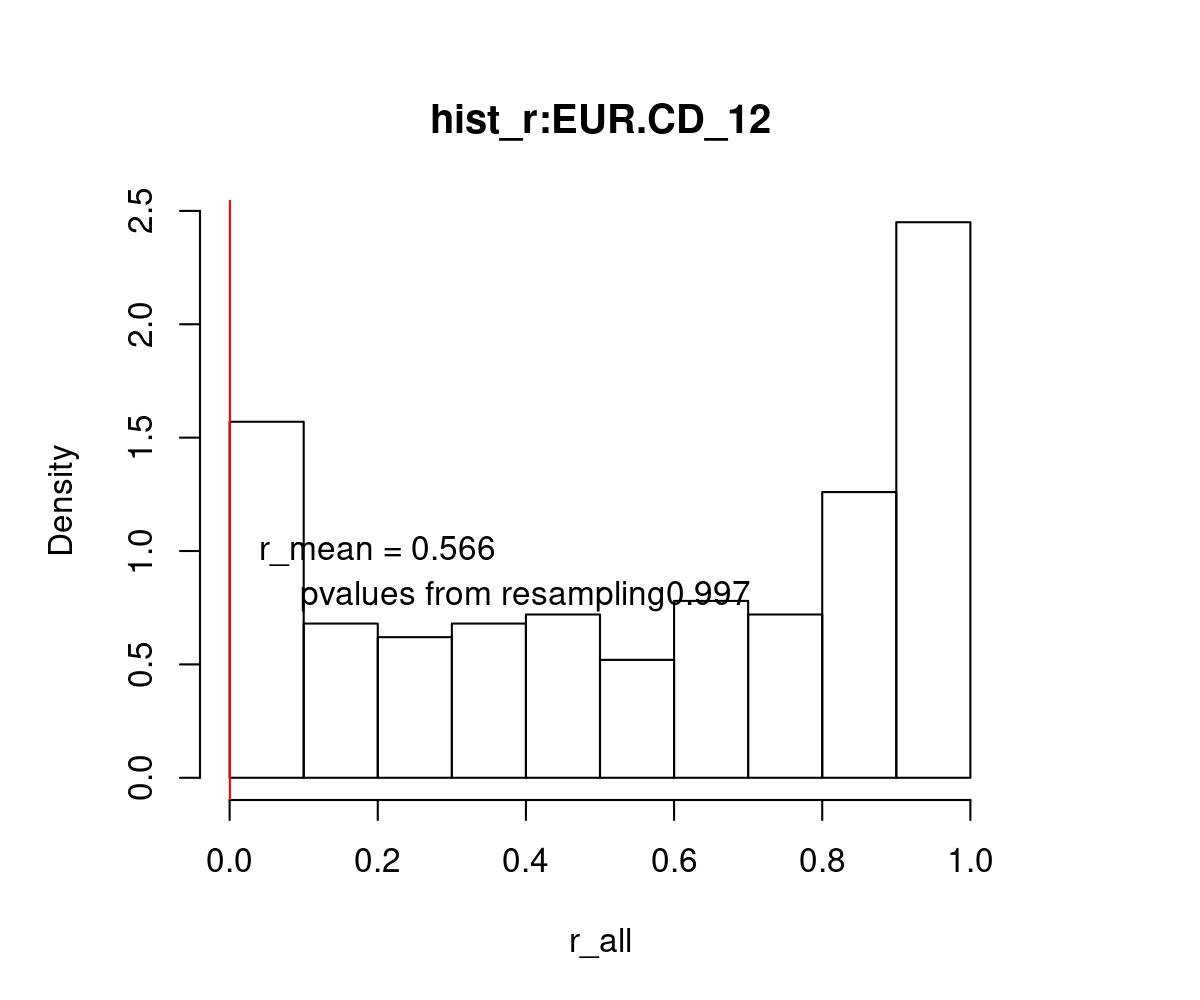 hist_r:EUR.CD_12
2.5
2.0
1.5
1.0
0.5
0.0
Density
r_mean = 0.566
pvalues from resampling0.997
0.0 0.2 0.4 0.6 0.8 1.0
r_all